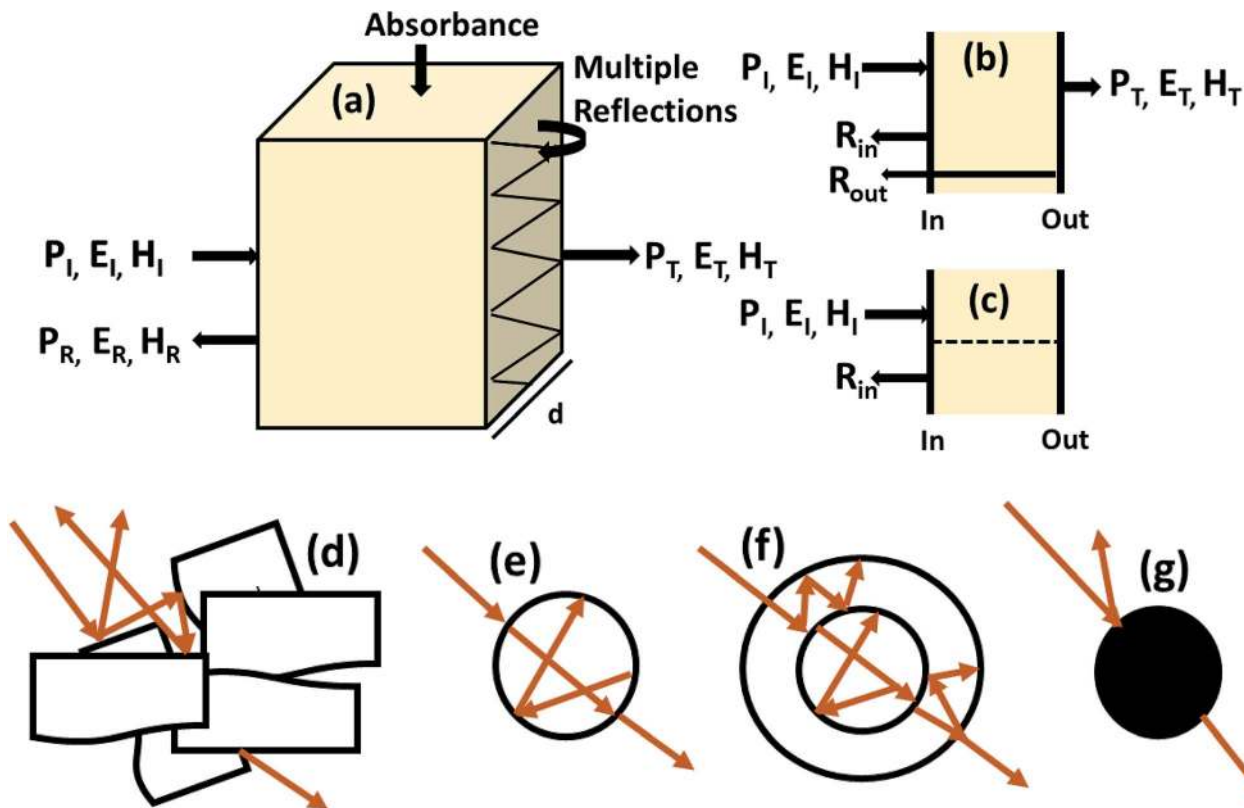 Absorbance
(a)
Multiple
Reflections
P_I, E_I, H_I
P_R, E_R, H_R
P_T, E_T, H_T
d
(b)
P_I, E_I, H_I
P_T, E_T, H_T
R_in
R_out
In Out
(c)
P_I, E_I, H_I
R_in
In Out
(d)
(e)
(f)
(g)